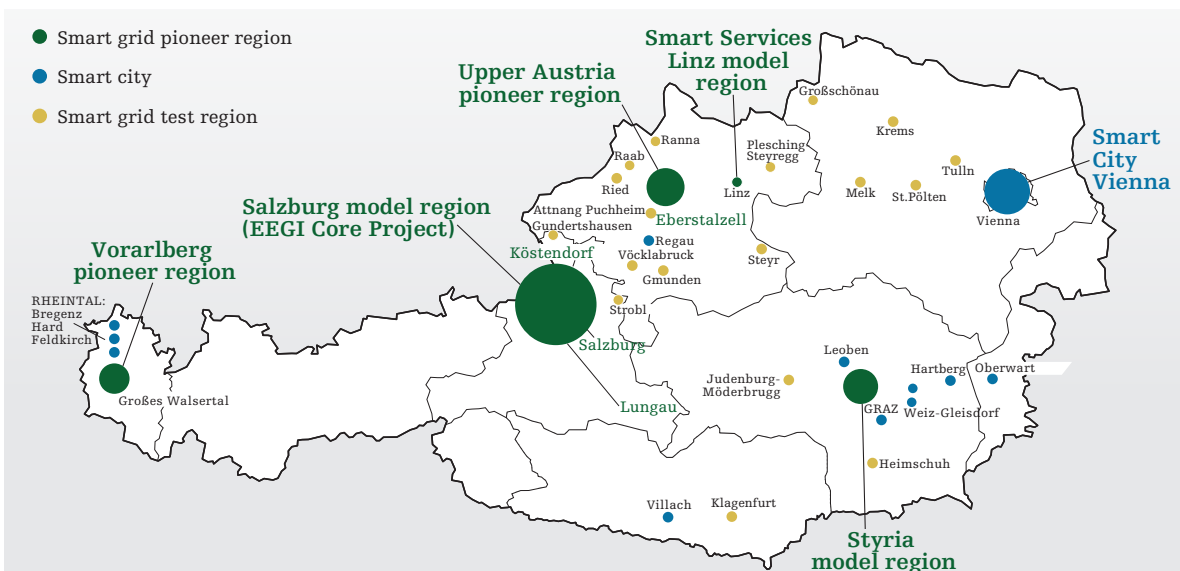 Smart grid pioneer region
Smart city
Smart grid test region
Smart Services
Linz model
region
Upper Austria
pioneer region
Großschönau
Krems
Ranna
Plesching
Steyregg
Raab
Smart
City
Vienna
Tulln
Ried
Linz
Melk
St.Pölten
Vienna
Salzburg model region
(EEGI Core Project)
Attnang Puchheim
Eberstalzell
Gundertshausen
Regau
Köstendorf
Vöcklabruck
Steyr
Gmunden
Vorarlberg
pioneer region
RHEINTAL:
Bregenz
Hard
Feldkirch
Strobl
Salzburg
Leoben
Hartberg
Oberwart
Judenburg-
Möderbrugg
Großes Walsertal
Lungau
GRAZ
Weiz-Gleisdorf
Heimschuh
Villach
Klagenfurt
Styria
model region